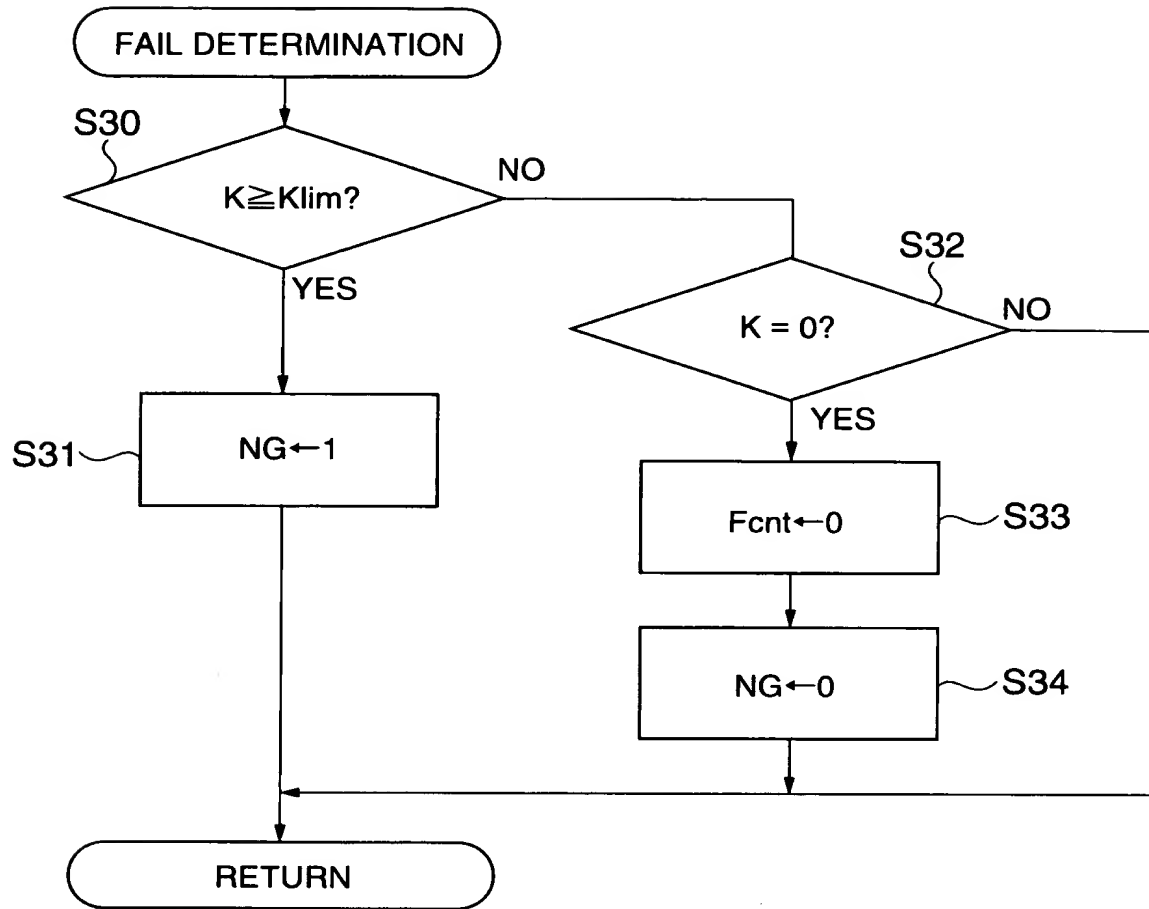 FAIL DETERMINATION
S30
K≧Klim?
NO
YES
S32
K = 0?
NO
YES
S31
NG←1
Fcnt←0
S33
NG←0
S34
RETURN